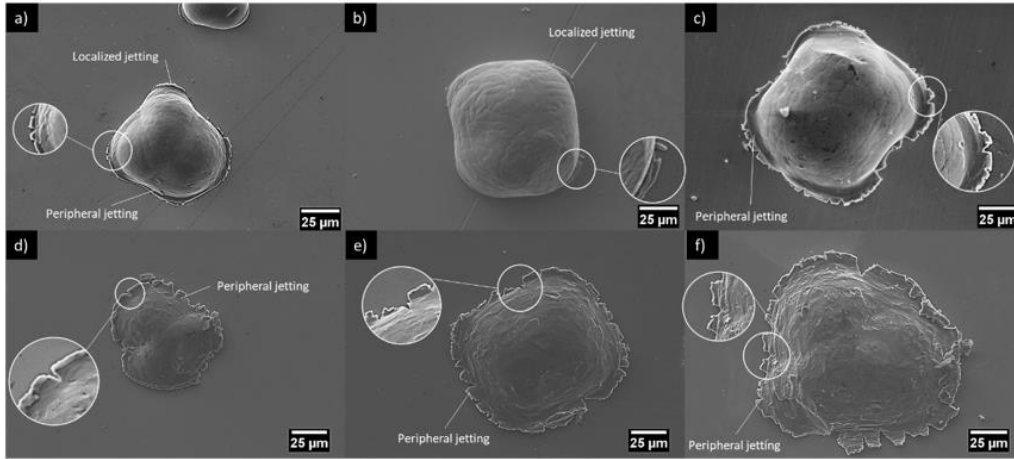 a)
Localized jetting
Peripheral jetting
25 µm
b)
Localized jetting
25 µm
c)
Peripheral jetting
25 µm
d)
Peripheral jetting
25 µm
e)
Peripheral jetting
25 µm
f)
Peripheral jetting
25 µm